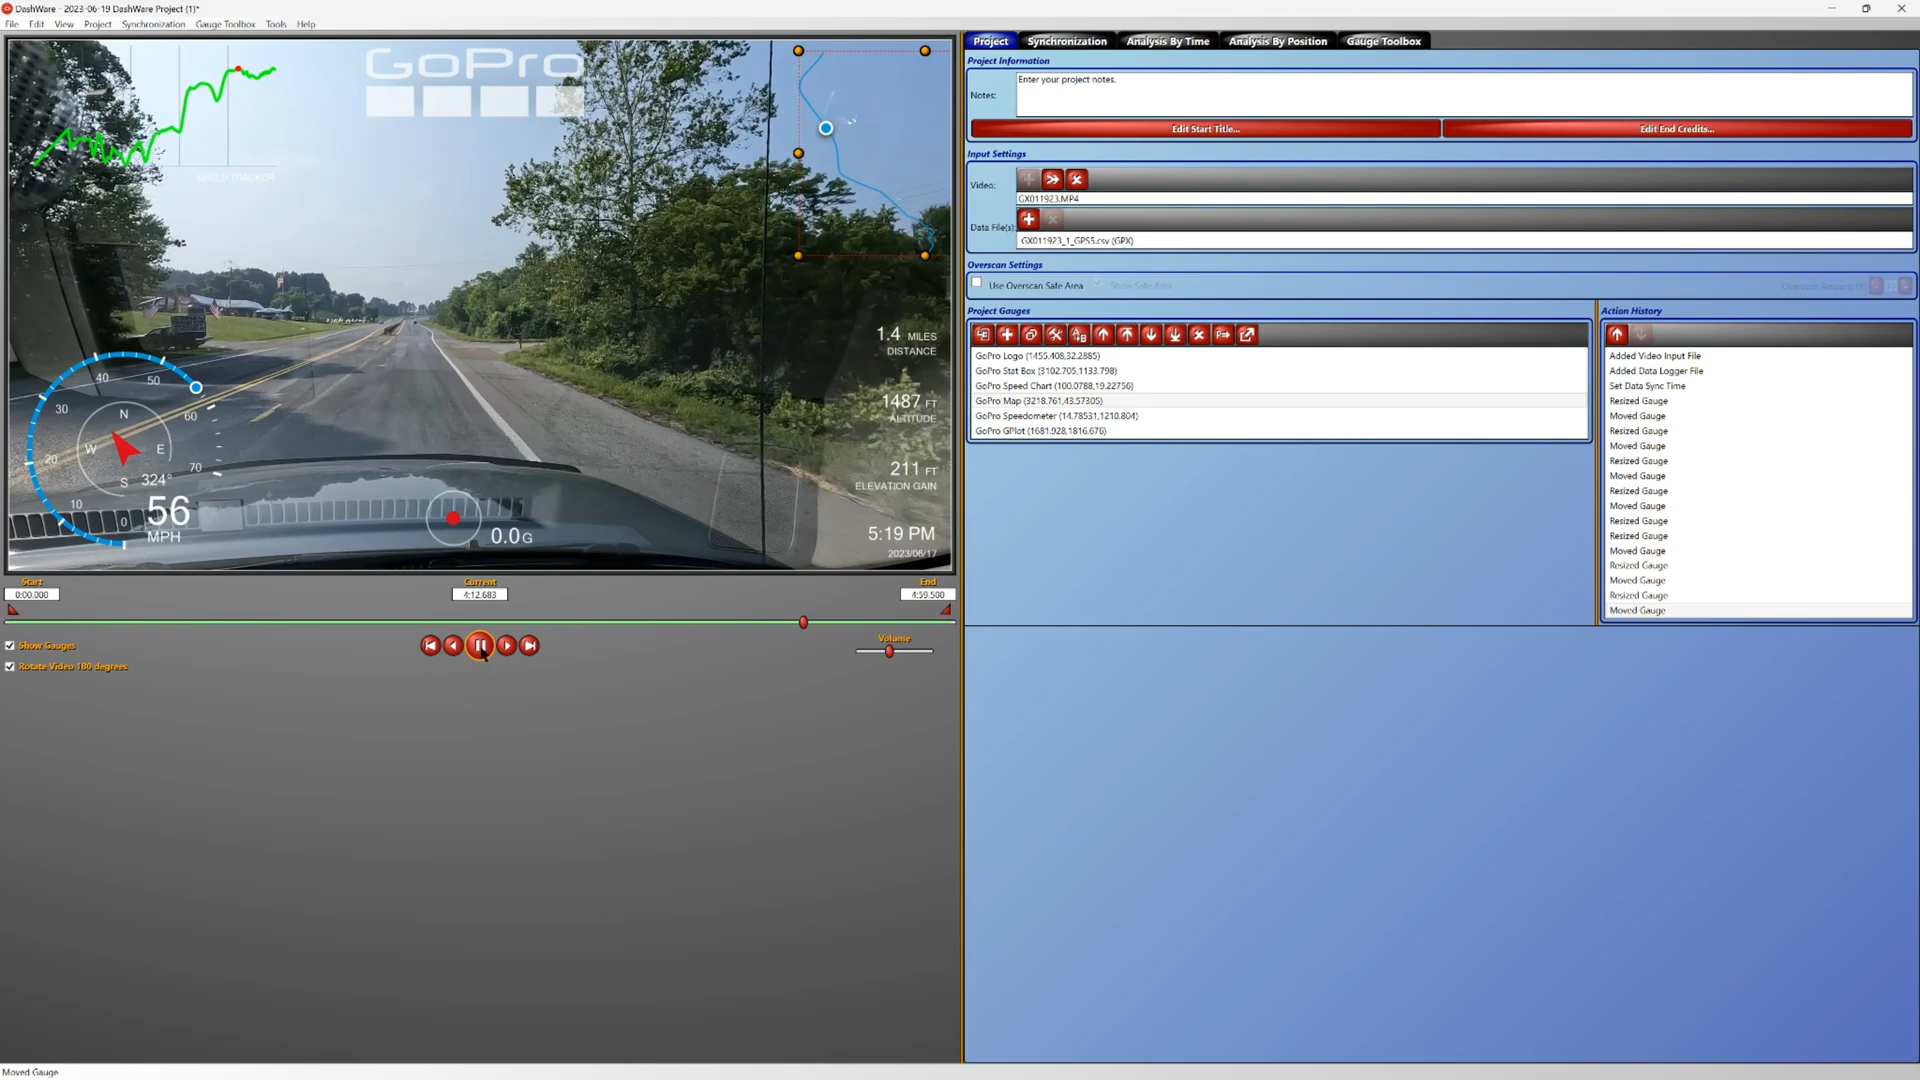 DashWare - 2023-06-19 DashWare Project (1)*
File Edit View Project Synchronization Gauge Toolbox Tools Help
GoPro
SPEED TRACKER
1.4 MILES
DISTANCE
1487 FT
ALTITUDE
211 FT
ELEVATION GAIN
5:19 PM
2023/06/17
0 10 20 30 40 50 60 70
N
W E
S 324°
56
MPH
0.0G
Start Current End
0:00.000 4:12.683 4:59.500
Show Gauges
Rotate Video 180 degrees
Volume
Project Synchronization Analysis By Time Analysis By Position Gauge Toolbox
Project Information
Notes: Enter your project notes.
Edit Start Title... Edit End Credits...
Input Settings
Video:
GX011923.MP4
Data File(s):
GX011923_1_GPS5.csv (GPX)
Overscan Settings
Use Overscan Safe Area Show Safe Area Overscan Amount
Project Gauges
GoPro Logo (1455.408,32.2885)
GoPro Stat Box (3102.705,1133.798)
GoPro Speed Chart (100.0788,19.22756)
GoPro Map (3218.761,43.57305)
GoPro Speedometer (14.78531,1210.804)
GoPro GPlot (1681.928,1816.676)
Action History
Added Video Input File
Added Data Logger File
Set Data Sync Time
Resized Gauge
Moved Gauge
Resized Gauge
Moved Gauge
Resized Gauge
Moved Gauge
Resized Gauge
Moved Gauge
Resized Gauge
Resized Gauge
Moved Gauge
Resized Gauge
Moved Gauge
Resized Gauge
Moved Gauge
Moved Gauge